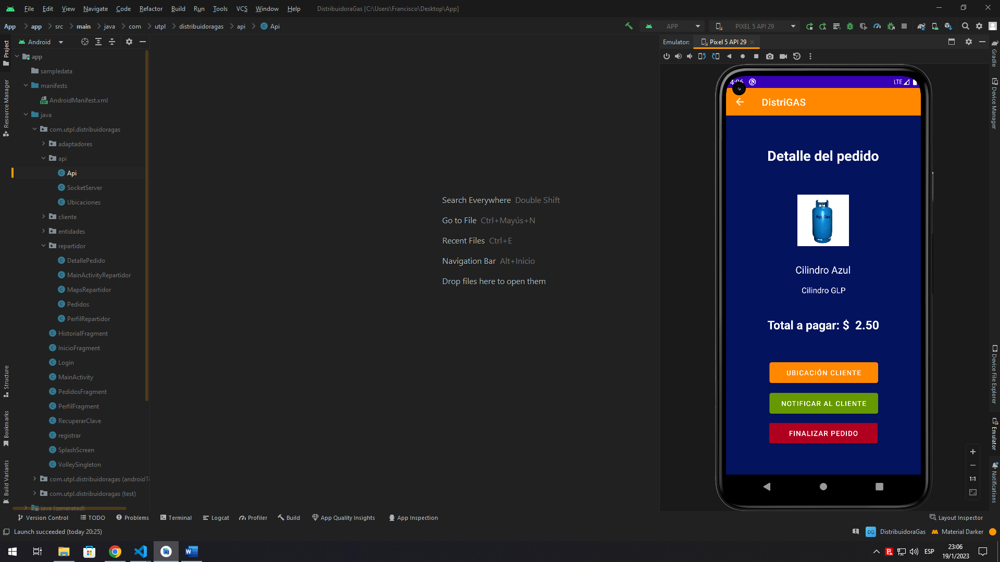 File Edit View Navigate Code Refactor Build Run Tools VCS Window Help DistribuidoraGas [C:\Users\Francisco\Desktop\App]
App app src main java com utpl distribuidoragas api Api APP PIXEL 5 API 29
Project
Android
Emulator: Pixel 5 API 29
Gradle
app
sampledata
manifests
AndroidManifest.xml
java
com.utpl.distribuidoragas
adaptadores
api
Api
SocketServer
Ubicaciones
cliente
entidades
repartidor
DetallePedido
MainActivityRepartidor
MapsRepartidor
Pedidos
PerfilRepartidor
HistorialFragment
InicioFragment
Login
MainActivity
PedidosFragment
PerfilFragment
RecuperarClave
registrar
SplashScreen
VolleySingleton
com.utpl.distribuidoragas (androidTe
com.utpl.distribuidoragas (test)
java (generated)
Resource Manager
Structure
Bookmarks
Build Variants
Search Everywhere Double Shift
Go to File Ctrl+Mayús+N
Recent Files Ctrl+E
Navigation Bar Alt+Inicio
Drop files here to open them
4:06 LTE
DistriGAS
Detalle del pedido
Cilindro Azul
Cilindro GLP
Total a pagar: $ 2.50
UBICACIÓN CLIENTE
NOTIFICAR AL CLIENTE
FINALIZAR PEDIDO
1:1
Device Manager
Device File Explorer
Emulator
Notifications
Version Control TODO Problems Terminal Logcat Profiler Build App Quality Insights App Inspection Layout Inspector
Launch succeeded (today 20:25) DG DistribuidoraGas Material Darker
ESP 23:06
19/1/2023